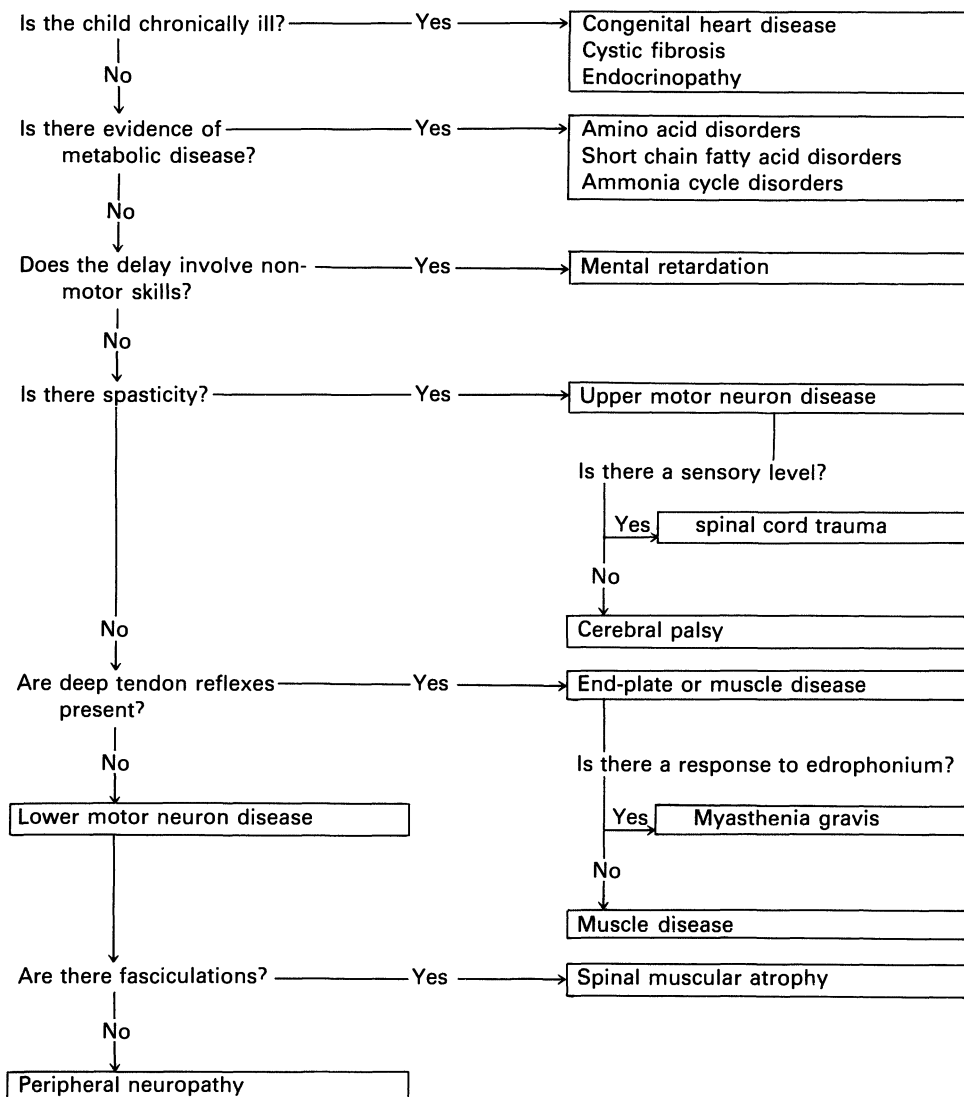 Is the child chronically ill?
Yes
Congenital heart disease
Cystic fibrosis
Endocrinopathy
No
Is there evidence of
metabolic disease?
Yes
Amino acid disorders
Short chain fatty acid disorders
Ammonia cycle disorders
No
Does the delay involve non-
motor skills?
Yes
Mental retardation
No
Is there spasticity?
Yes
Upper motor neuron disease
Is there a sensory level?
Yes
spinal cord trauma
No
Cerebral palsy
No
Are deep tendon reflexes
present?
Yes
End-plate or muscle disease
Is there a response to edrophonium?
Yes
Myasthenia gravis
No
Muscle disease
No
Lower motor neuron disease
Are there fasciculations?
Yes
Spinal muscular atrophy
No
Peripheral neuropathy